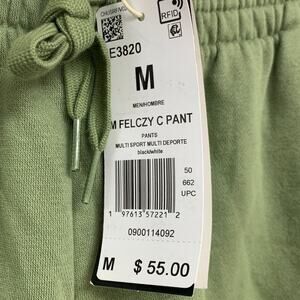 RFID
E3820
M
MEN/HOMBRE
M FELCZY C PANT
PANTS
MULTI SPORT MULTI DEPORTE
black/white
50
662
UPC
1 97613 57221 2
0900114092
M $ 55.00